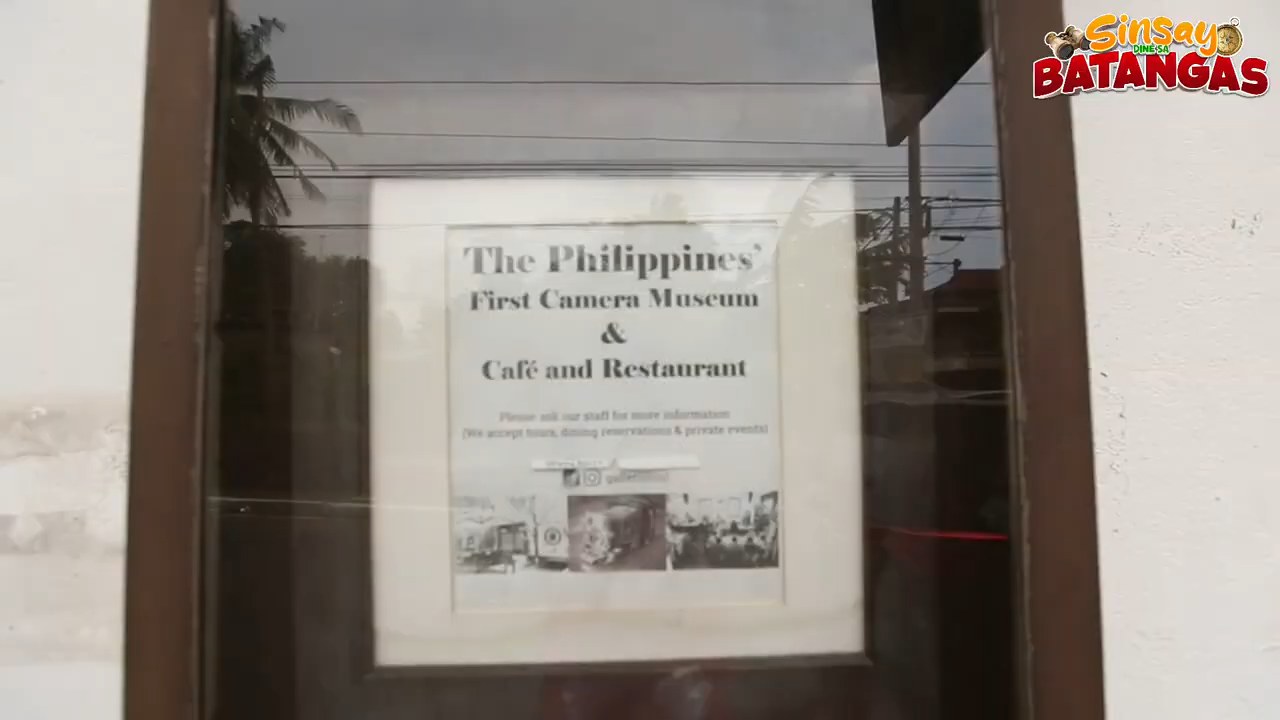 Sinsay
DINE SA
BATANGAS
The Philippines'
First Camera Museum
&
Café and Restaurant
Please ask our staff for more information
(We accept tours, dining reservations & private events)